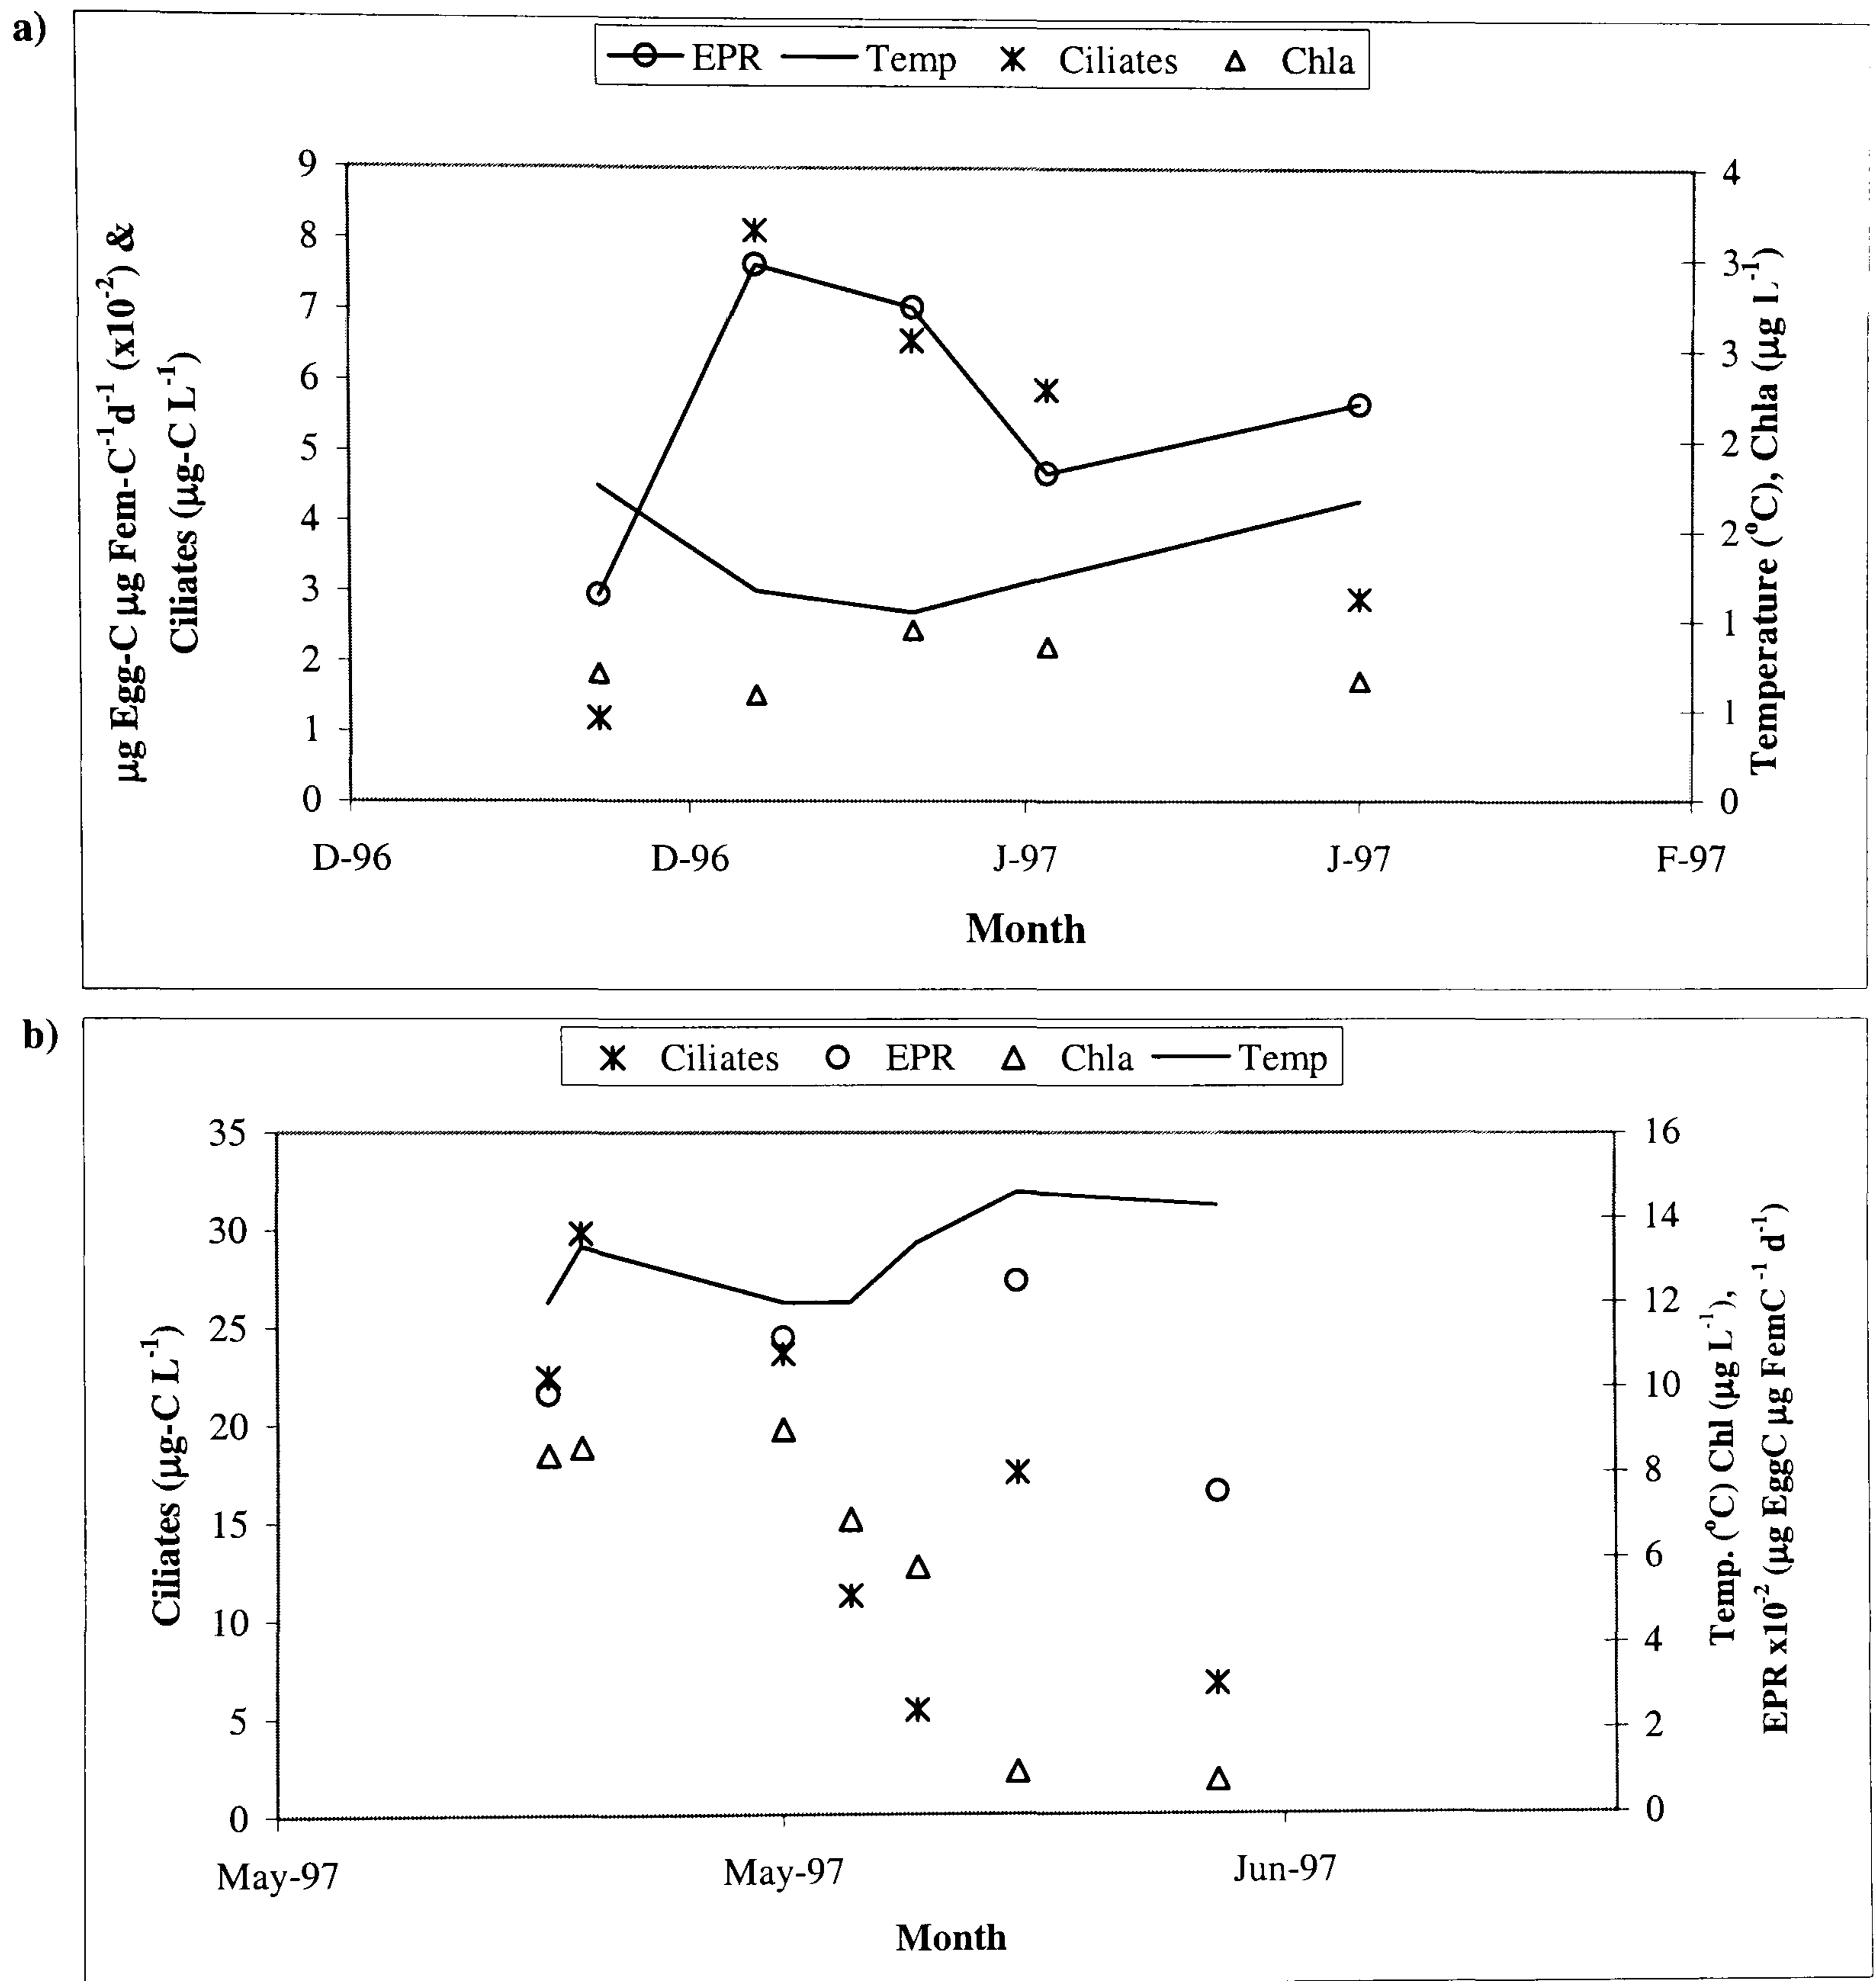 a)
EPR Temp Ciliates Chla
9
8
7
6
5
4
3
2
1
0
µg Egg-C µg Fem-C⁻¹d⁻¹ (x10⁻²) &
Ciliates (µg-C L⁻¹)
4
3
3
2
2
1
1
0
Temperature (⁰C), Chla (µg L⁻¹)
D-96 D-96 J-97 J-97 F-97
Month
b)
Ciliates EPR Chla Temp
35
30
25
20
15
10
5
0
Ciliates (µg-C L⁻¹)
16
14
12
10
8
6
4
2
0
Temp. (⁰C) Chl (µg L⁻¹),
EPR x10⁻² (µg EggC µg FemC⁻¹ d⁻¹)
May-97 May-97 Jun-97
Month